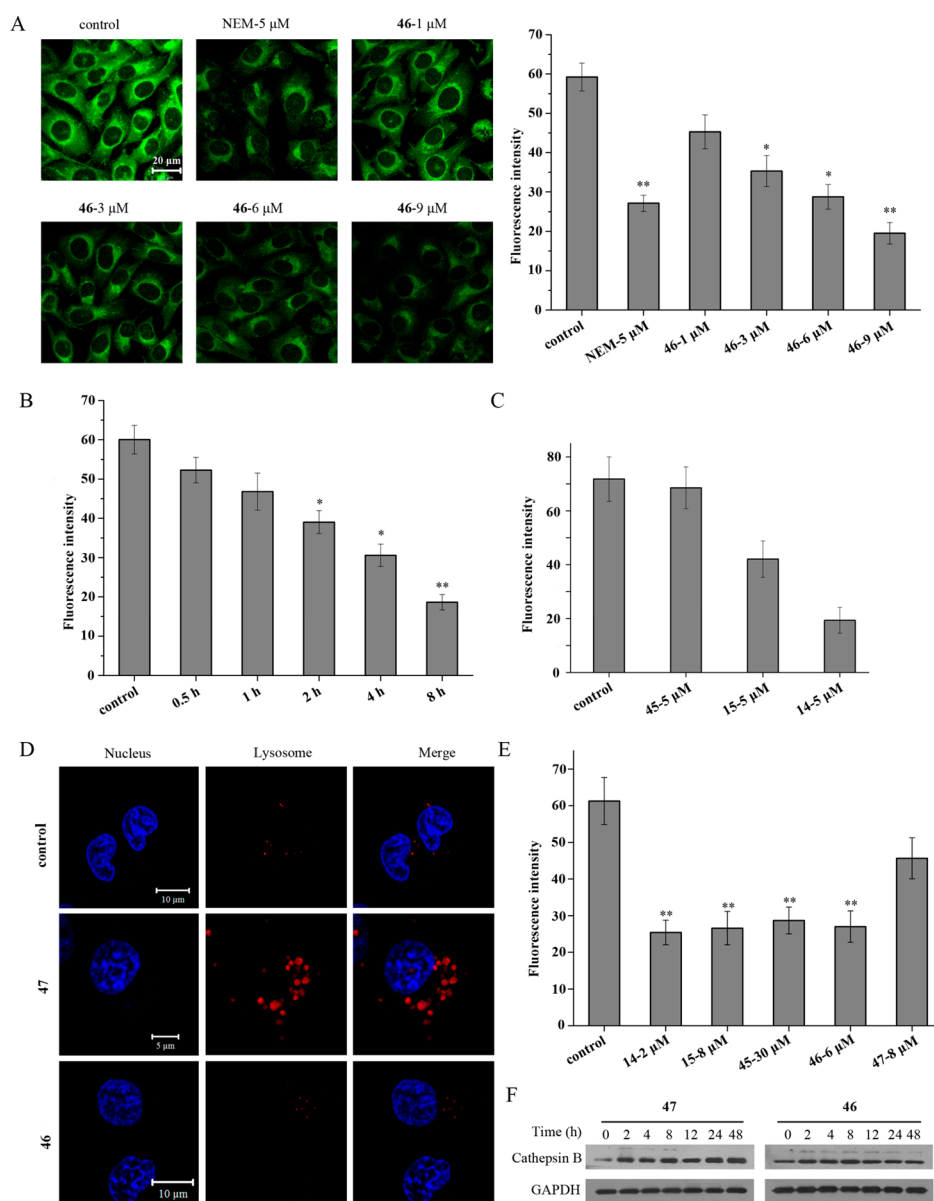 A
control
NEM-5 μM
46-1 μM
20 μm
46-3 μM
46-6 μM
46-9 μM
Fluorescence intensity
70
60
50
40
30
20
10
0
**
*
*
**
control
NEM-5 μM
46-1 μM
46-3 μM
46-6 μM
46-9 μM
B
Fluorescence intensity
70
60
50
40
30
20
10
0
*
*
**
control
0.5 h
1 h
2 h
4 h
8 h
C
Fluorescence intensity
80
60
40
20
0
control
45-5 μM
15-5 μM
14-5 μM
D
Nucleus
Lysosome
Merge
control
10 μm
47
5 μm
46
10 μm
E
Fluorescence intensity
70
60
50
40
30
20
10
0
**
**
**
**
control
14-2 μM
15-8 μM
45-30 μM
46-6 μM
47-8 μM
F
47
46
Time (h)
0 2 4 8 12 24 48
0 2 4 8 12 24 48
Cathepsin B
GAPDH